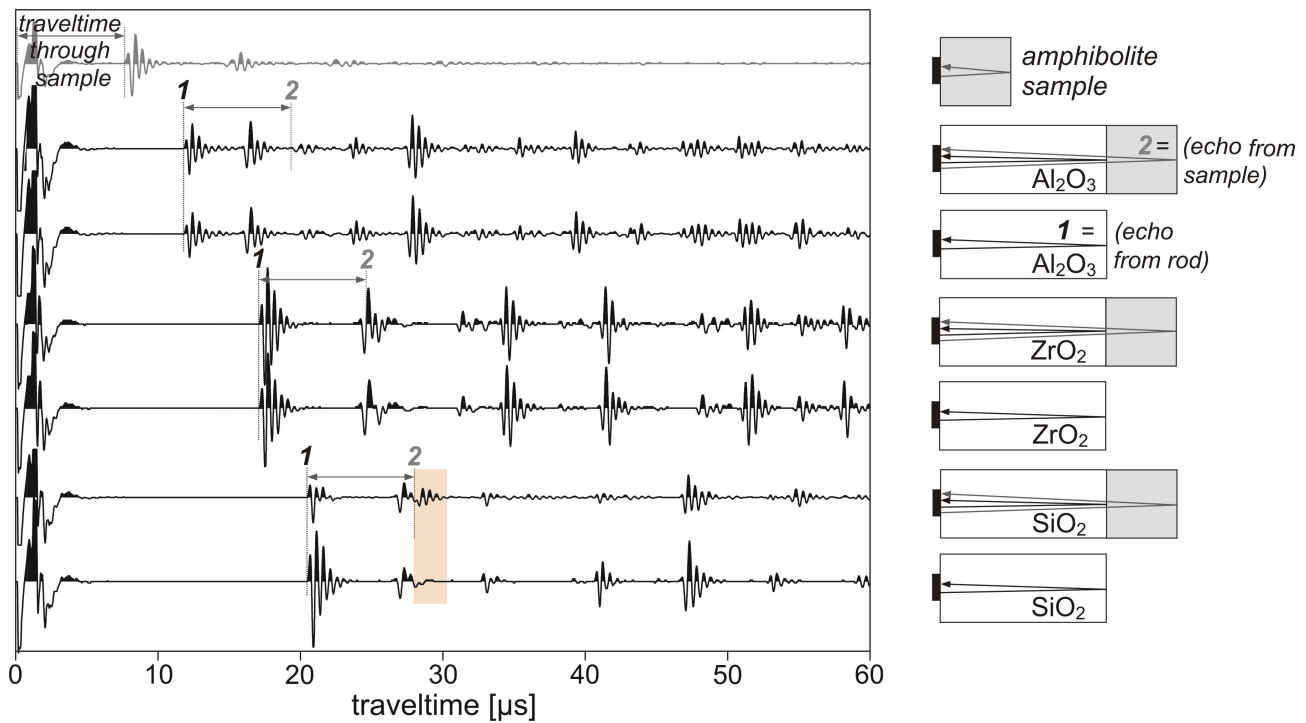 traveltime
through
sample
1
2
1
2
1
2
0
10
20
30
40
50
60
traveltime [µs]
amphibolite
sample
2 = (echo from
sample)
Al₂O₃
1 = (echo
from rod)
Al₂O₃
ZrO₂
ZrO₂
SiO₂
SiO₂